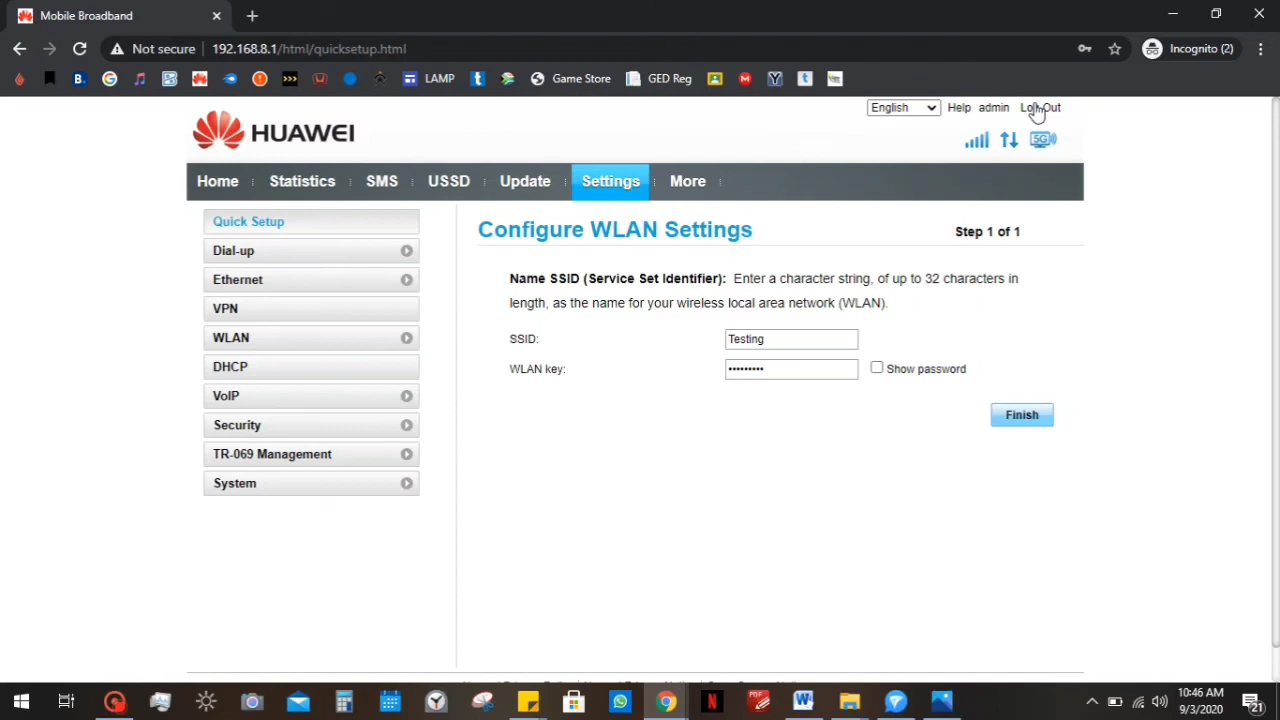 Mobile Broadband
Not secure 192.168.8.1/html/quicksetup.html
Incognito (2)
LAMP
Game Store
GED Reg
English Help admin Log Out
HUAWEI
5G
Home Statistics SMS USSD Update Settings More
Quick Setup
Dial-up
Ethernet
VPN
WLAN
DHCP
VoIP
Security
TR-069 Management
System
Configure WLAN Settings
Step 1 of 1
Name SSID (Service Set Identifier): Enter a character string, of up to 32 characters in
length, as the name for your wireless local area network (WLAN).
SSID: Testing
WLAN key: •••••••••
Show password
Finish
10:46 AM
9/3/2020
21